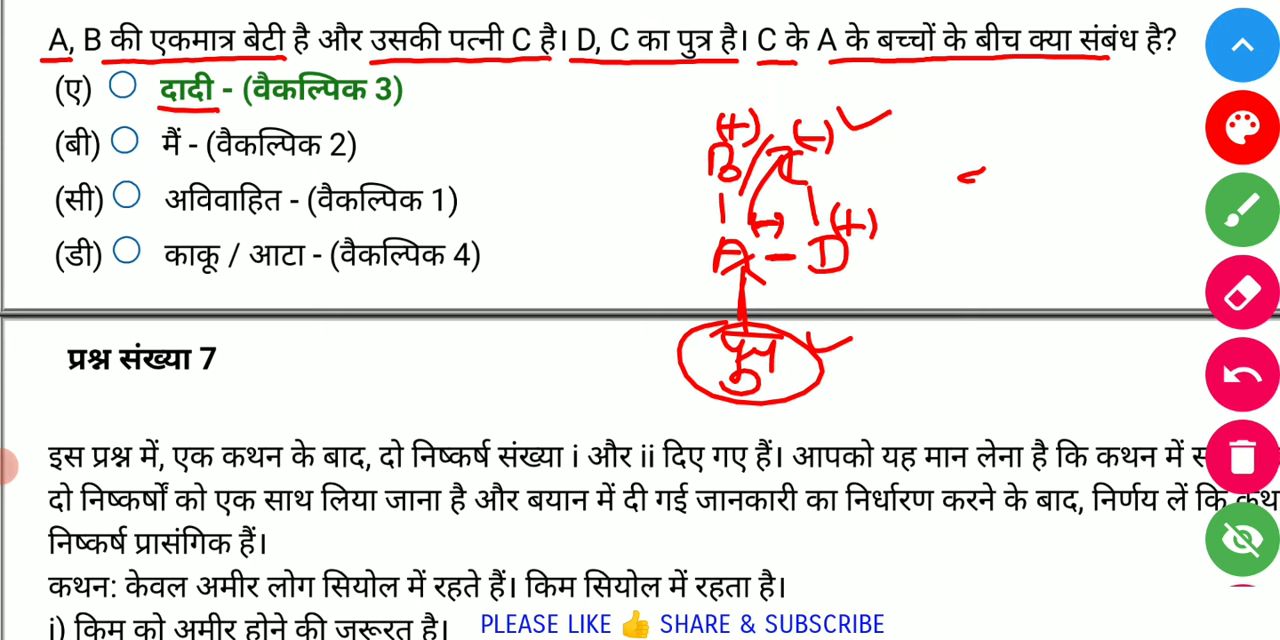 A, B की एकमात्र बेटी है और उसकी पत्नी C है। D, C का पुत्र है। C के A के बच्चों के बीच क्या संबंध है?
(ए) दादी - (वैकल्पिक 3)
(बी) मैं - (वैकल्पिक 2)
(सी) अविवाहित - (वैकल्पिक 1)
(डी) काकू / आटा - (वैकल्पिक 4)
(+) (-)
B C
(-) (+)
A - D
प्रश्न संख्या 7
इस प्रश्न में, एक कथन के बाद, दो निष्कर्ष संख्या i और ii दिए गए हैं। आपको यह मान लेना है कि कथन में
दो निष्कर्षों को एक साथ लिया जाना है और बयान में दी गई जानकारी का निर्धारण करने के बाद, निर्णय लें कि
निष्कर्ष प्रासंगिक हैं।
कथन: केवल अमीर लोग सियोल में रहते हैं। किम सियोल में रहता है।
i) किम को अमीर होने की जरूरत है।
PLEASE LIKE 👍 SHARE & SUBSCRIBE